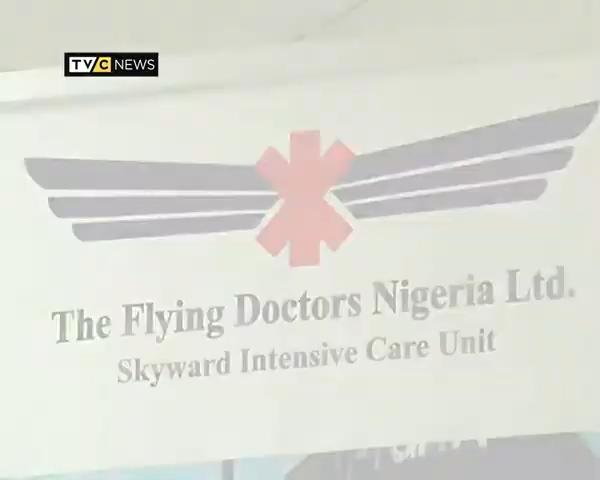 TVC NEWS
The Flying Doctors Nigeria Ltd.
Skyward Intensive Care Unit